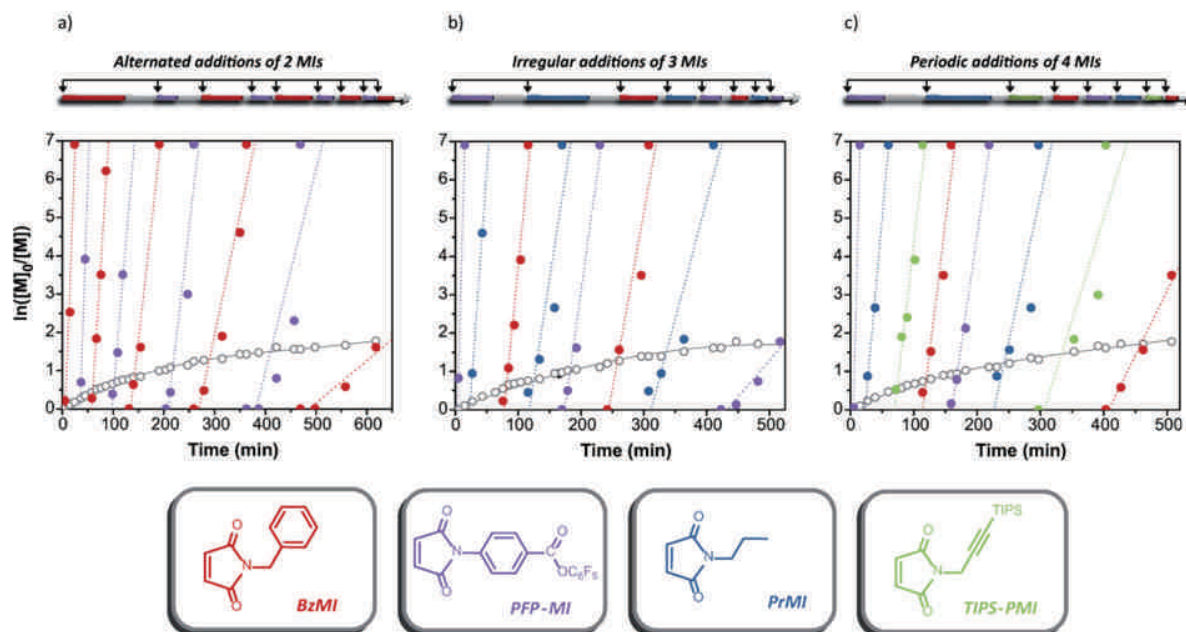 a)
b)
c)
Alternated additions of 2 MIs
Irregular additions of 3 MIs
Periodic additions of 4 MIs
ln([M]0/[M])
7
6
5
4
3
2
1
0
0 100 200 300 400 500 600
Time (min)
7
6
5
4
3
2
1
0
0 100 200 300 400 500
Time (min)
7
6
5
4
3
2
1
0
0 100 200 300 400 500
Time (min)
O
N
O
BzMI
O
N
O
O
C
OC6F5
PFP-MI
O
N
O
PrMI
TIPS
O
N
O
TIPS-PMI